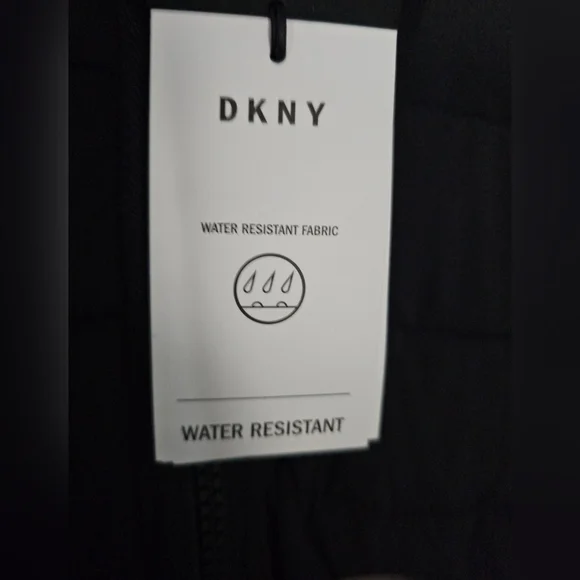 DKNY
WATER RESISTANT FABRIC
WATER RESISTANT